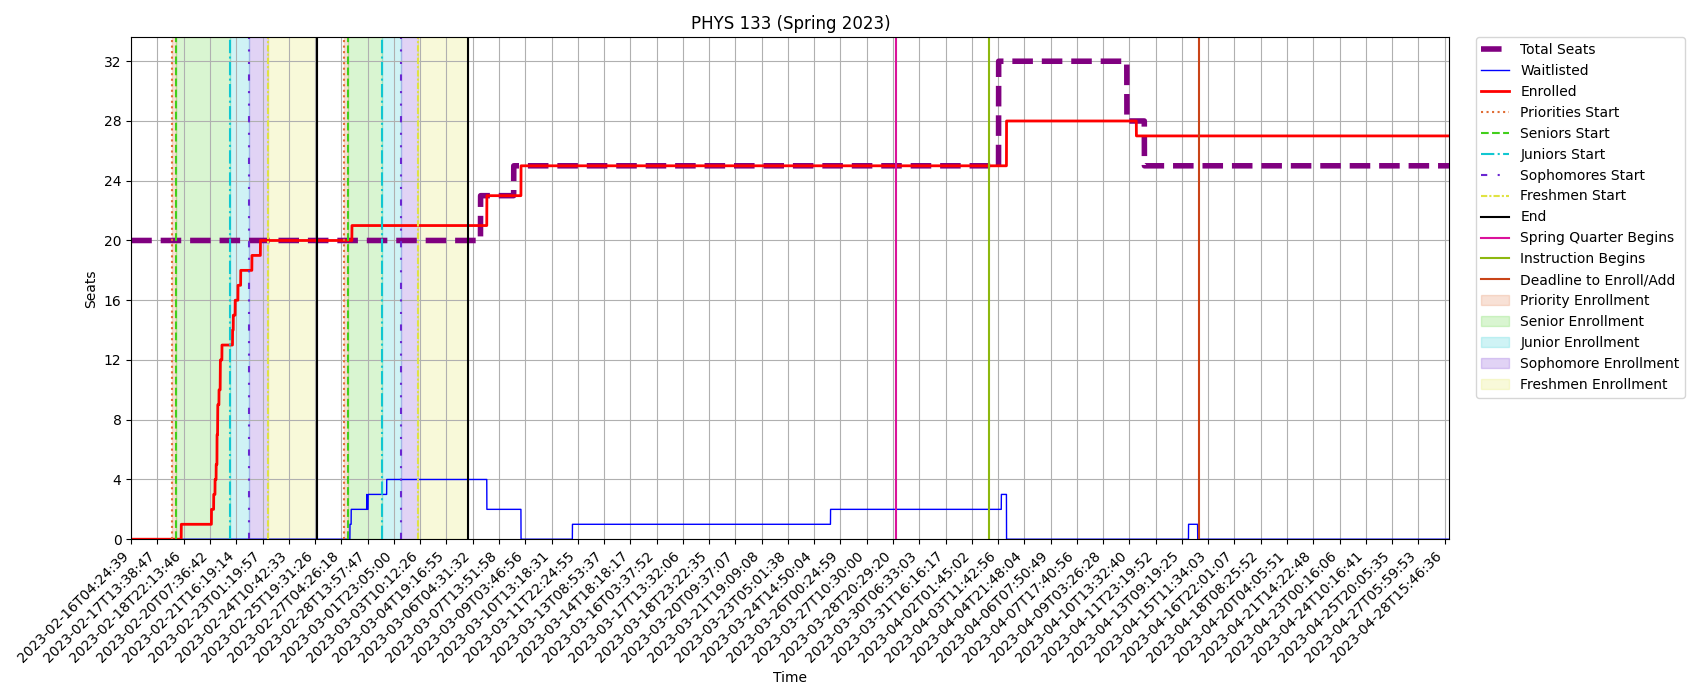 PHYS 133 (Spring 2023)
Seats
32
28
24
20
16
12
8
4
0
2023-02-16T04:24:39
2023-02-17T13:38:47
2023-02-18T22:13:46
2023-02-20T07:36:42
2023-02-21T16:19:14
2023-02-23T01:19:57
2023-02-24T10:42:33
2023-02-25T19:31:26
2023-02-27T04:26:18
2023-02-28T13:57:47
2023-03-01T23:05:00
2023-03-03T10:12:26
2023-03-04T19:16:55
2023-03-06T04:31:32
2023-03-07T13:51:58
2023-03-09T03:46:56
2023-03-10T13:18:31
2023-03-11T22:24:55
2023-03-13T08:53:37
2023-03-14T18:18:17
2023-03-16T03:37:52
2023-03-17T13:32:06
2023-03-18T23:22:35
2023-03-20T09:37:07
2023-03-21T19:09:08
2023-03-23T05:01:38
2023-03-24T14:50:04
2023-03-26T00:24:59
2023-03-27T10:30:00
2023-03-28T20:29:20
2023-03-30T06:33:03
2023-03-31T16:16:17
2023-04-02T01:45:02
2023-04-03T11:42:56
2023-04-04T21:48:04
2023-04-06T07:50:49
2023-04-07T17:40:56
2023-04-09T03:26:28
2023-04-10T13:32:40
2023-04-11T23:19:52
2023-04-13T09:19:25
2023-04-15T11:34:03
2023-04-16T22:01:07
2023-04-18T08:25:52
2023-04-20T04:05:51
2023-04-21T14:22:48
2023-04-23T00:16:06
2023-04-24T10:16:41
2023-04-25T20:05:35
2023-04-27T05:59:53
2023-04-28T15:46:36
Time
Total Seats
Waitlisted
Enrolled
Priorities Start
Seniors Start
Juniors Start
Sophomores Start
Freshmen Start
End
Spring Quarter Begins
Instruction Begins
Deadline to Enroll/Add
Priority Enrollment
Senior Enrollment
Junior Enrollment
Sophomore Enrollment
Freshmen Enrollment